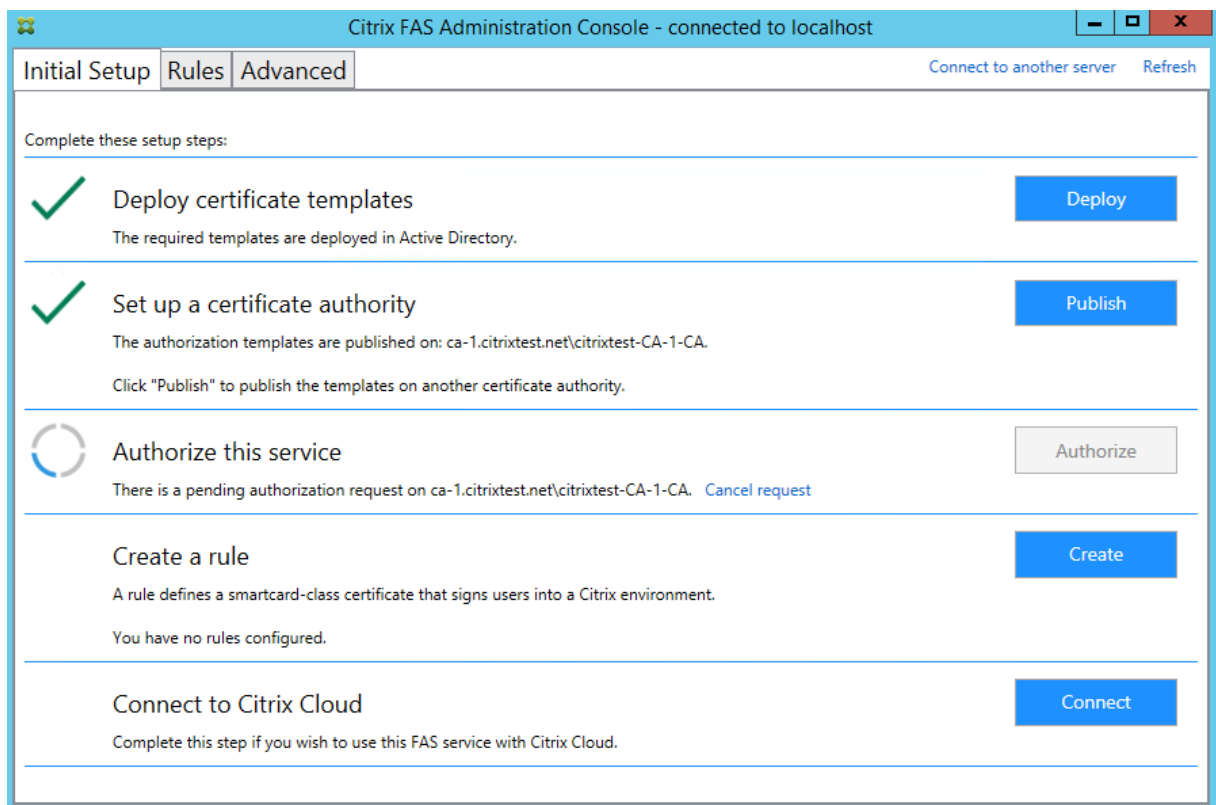 Citrix FAS Administration Console - connected to localhost
Initial Setup Rules Advanced Connect to another server Refresh
Complete these setup steps:
Deploy certificate templates Deploy
The required templates are deployed in Active Directory.
Set up a certificate authority Publish
The authorization templates are published on: ca-1.citrixtest.net\citrixtest-CA-1-CA.
Click "Publish" to publish the templates on another certificate authority.
Authorize this service Authorize
There is a pending authorization request on ca-1.citrixtest.net\citrixtest-CA-1-CA. Cancel request
Create a rule Create
A rule defines a smartcard-class certificate that signs users into a Citrix environment.
You have no rules configured.
Connect to Citrix Cloud Connect
Complete this step if you wish to use this FAS service with Citrix Cloud.